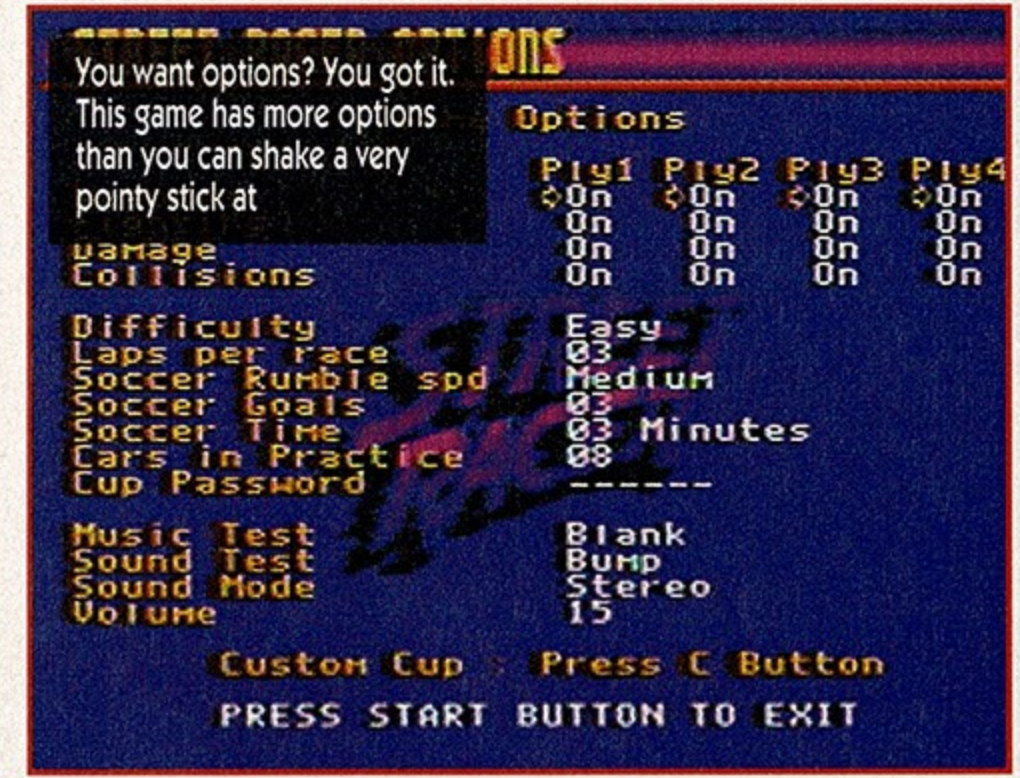 STREET RACER OPTIONS
You want options? You got it.
This game has more options
than you can shake a very
pointy stick at
Options
Ply1 Ply2 Ply3 Ply4
On On On On
On On On On
Damage On On On On
Collisions On On On On
Difficulty Easy
Laps per race 03
Soccer Rumble spd Medium
Soccer Goals 03
Soccer Time 03 Minutes
Cars in Practice 08
Cup Password ------
Music Test Blank
Sound Test Bump
Sound Mode Stereo
Volume 15
Custom Cup : Press C Button
PRESS START BUTTON TO EXIT